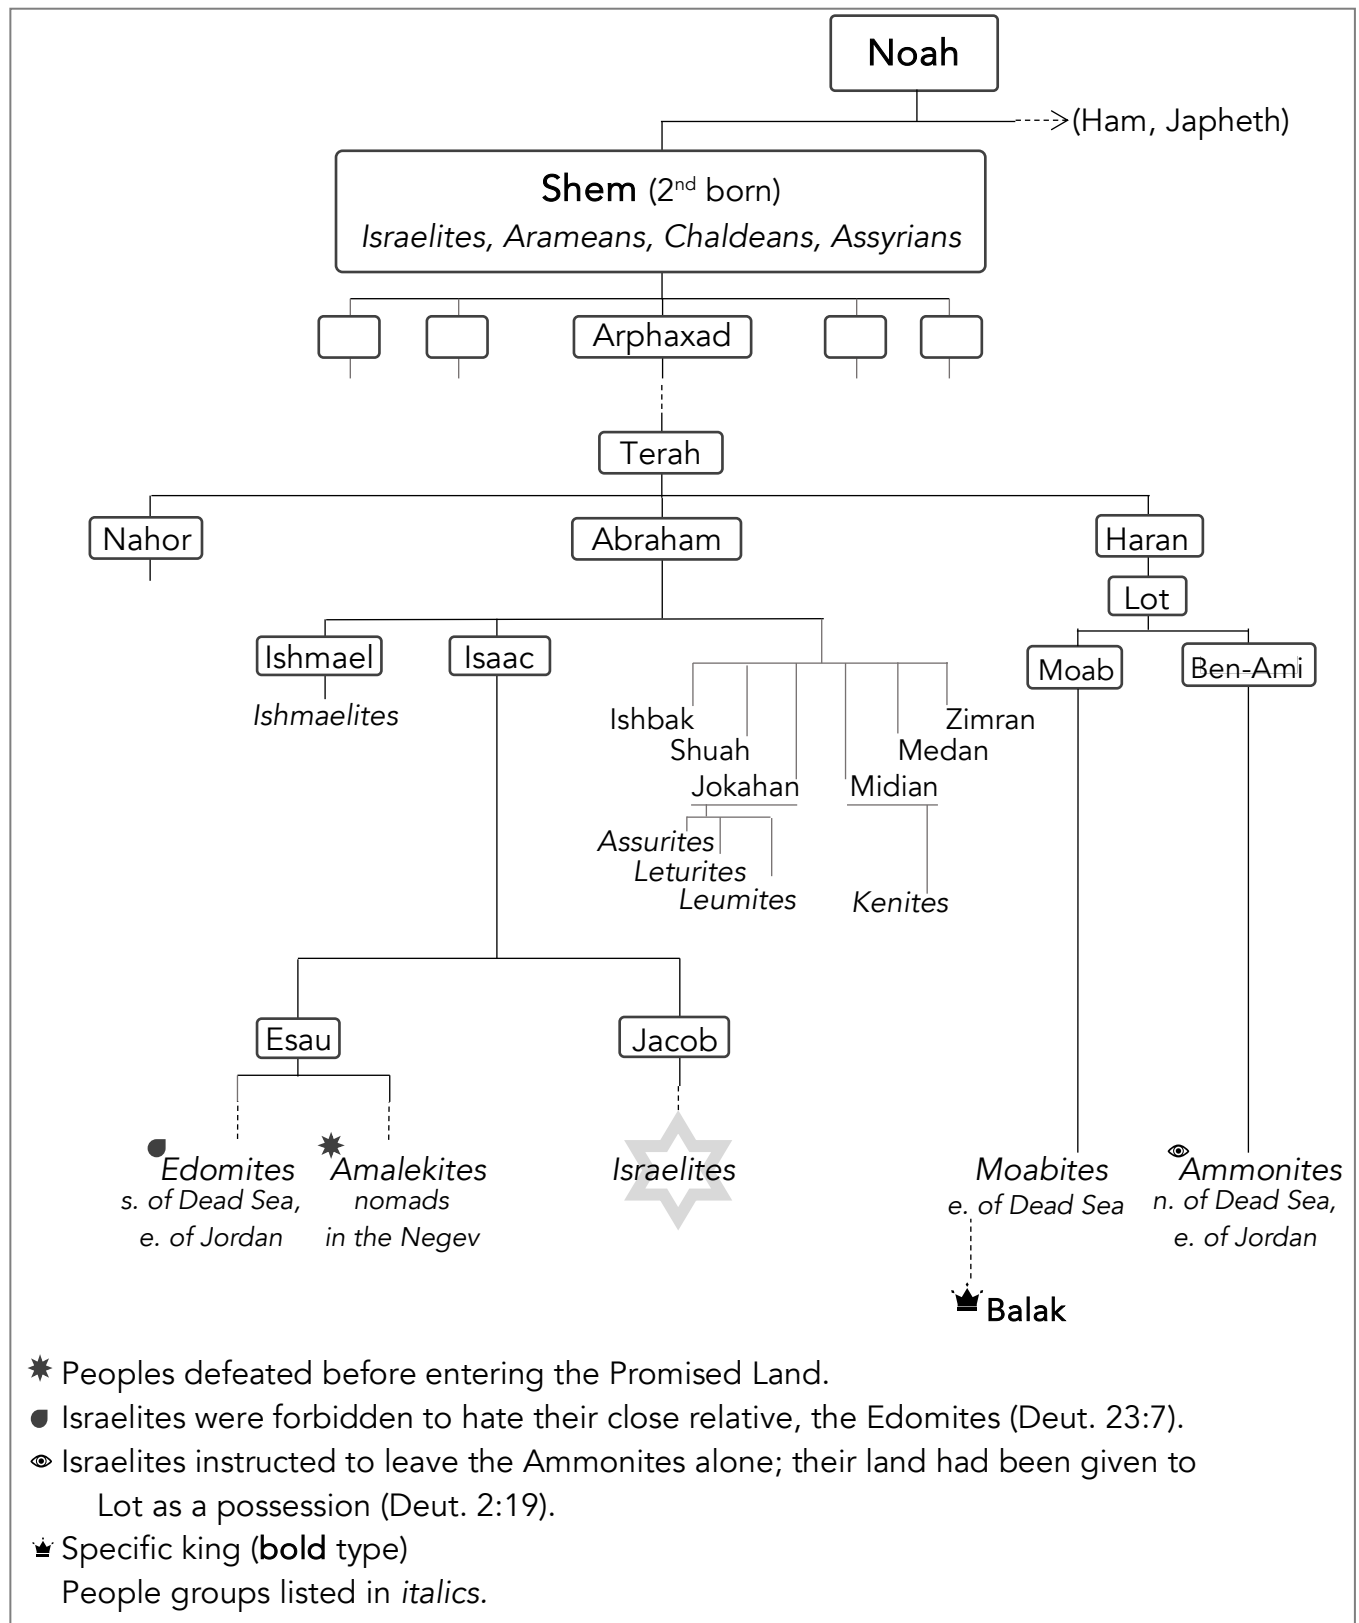 Noah
(Ham, Japheth)
Shem (2nd born)
Israelites, Arameans, Chaldeans, Assyrians
Arphaxad
Terah
Nahor
Abraham
Haran
Lot
Ishmael
Isaac
Moab
Ben-Ami
Ishmaelites
Ishbak
Zimran
Shuah
Medan
Jokahan
Midian
Assurites
Leturites
Leumites
Kenites
Esau
Jacob
Edomites
s. of Dead Sea,
e. of Jordan
Amalekites
nomads
in the Negev
Israelites
Moabites
e. of Dead Sea
Ammonites
n. of Dead Sea,
e. of Jordan
Balak
Peoples defeated before entering the Promised Land.
Israelites were forbidden to hate their close relative, the Edomites (Deut. 23:7).
Israelites instructed to leave the Ammonites alone; their land had been given to
Lot as a possession (Deut. 2:19).
Specific king (bold type)
People groups listed in italics.